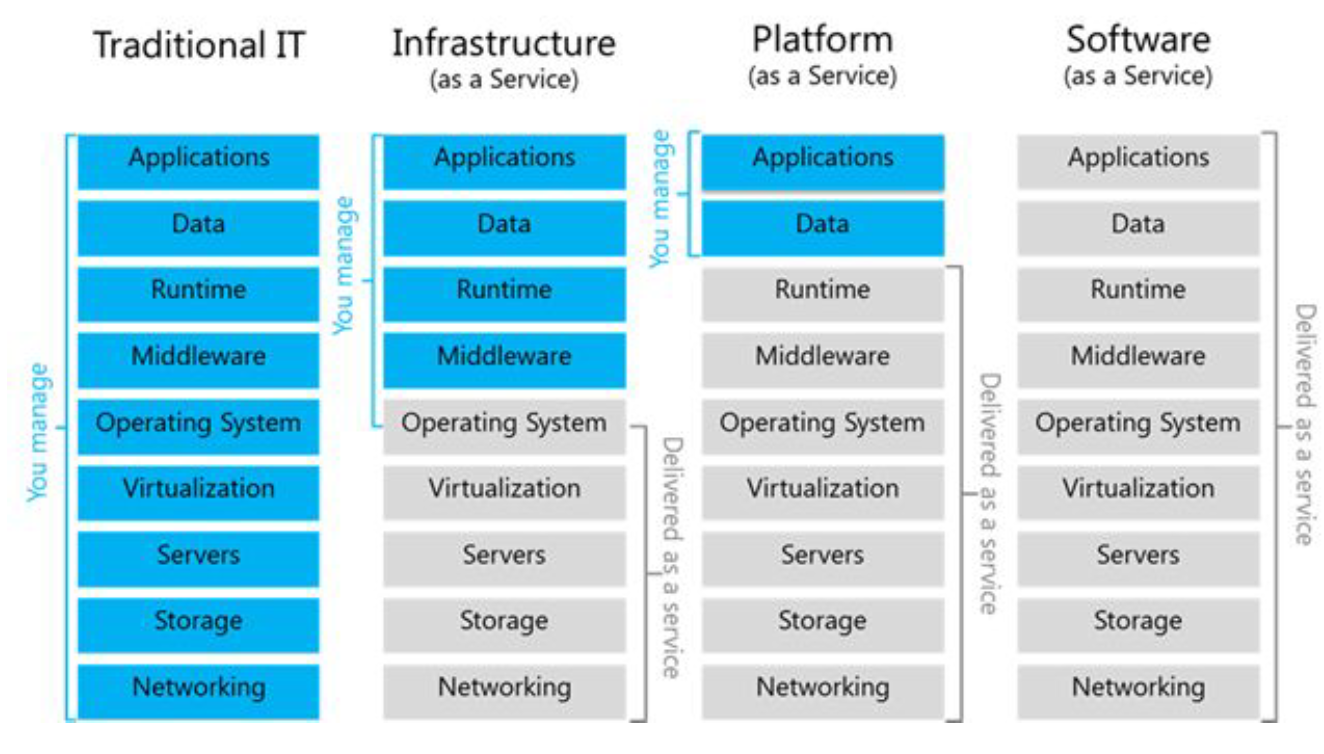 Traditional IT
Infrastructure
(as a Service)
Platform
(as a Service)
Software
(as a Service)
You manage
Applications
Data
Runtime
Middleware
Operating System
Virtualization
Servers
Storage
Networking
You manage
Applications
Data
Runtime
Middleware
Operating System
Virtualization
Servers
Storage
Networking
Delivered as a service
You manage
Applications
Data
Runtime
Middleware
Operating System
Virtualization
Servers
Storage
Networking
Delivered as a service
Applications
Data
Runtime
Middleware
Operating System
Virtualization
Servers
Storage
Networking
Delivered as a service